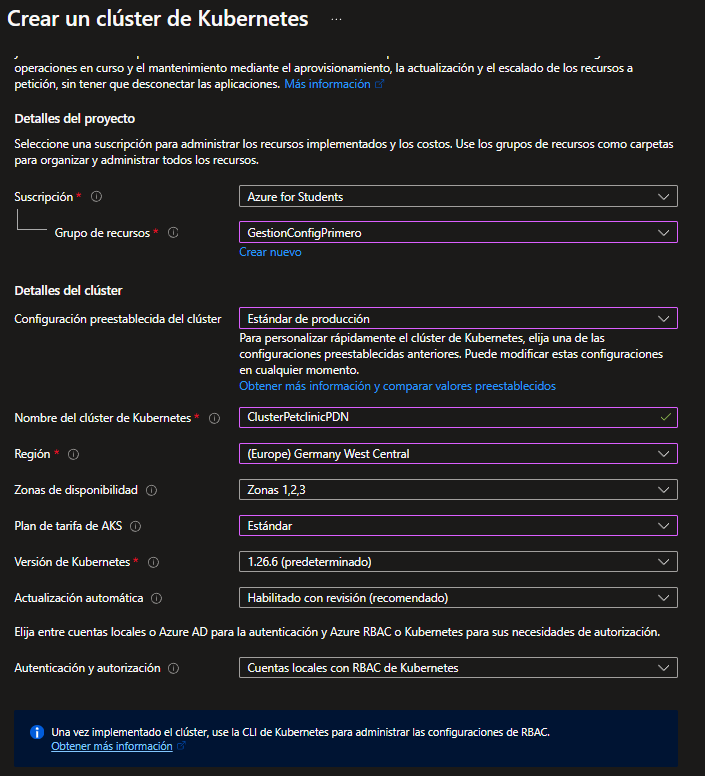 Crear un clúster de Kubernetes ...
operaciones en curso y el mantenimiento mediante el aprovisionamiento, la actualización y el escalado de los recursos a
petición, sin tener que desconectar las aplicaciones. Más información
Detalles del proyecto
Seleccione una suscripción para administrar los recursos implementados y los costos. Use los grupos de recursos como carpetas
para organizar y administrar todos los recursos.
Suscripción * Azure for Students
Grupo de recursos * GestionConfigPrimero
Crear nuevo
Detalles del clúster
Configuración preestablecida del clúster Estándar de producción
Para personalizar rápidamente el clúster de Kubernetes, elija una de las
configuraciones preestablecidas anteriores. Puede modificar estas configuraciones
en cualquier momento.
Obtener más información y comparar valores preestablecidos
Nombre del clúster de Kubernetes * ClusterPetclinicPDN
Región * (Europe) Germany West Central
Zonas de disponibilidad Zonas 1,2,3
Plan de tarifa de AKS Estándar
Versión de Kubernetes * 1.26.6 (predeterminado)
Actualización automática Habilitado con revisión (recomendado)
Elija entre cuentas locales o Azure AD para la autenticación y Azure RBAC o Kubernetes para sus necesidades de autorización.
Autenticación y autorización Cuentas locales con RBAC de Kubernetes
Una vez implementado el clúster, use la CLI de Kubernetes para administrar las configuraciones de RBAC.
Obtener más información